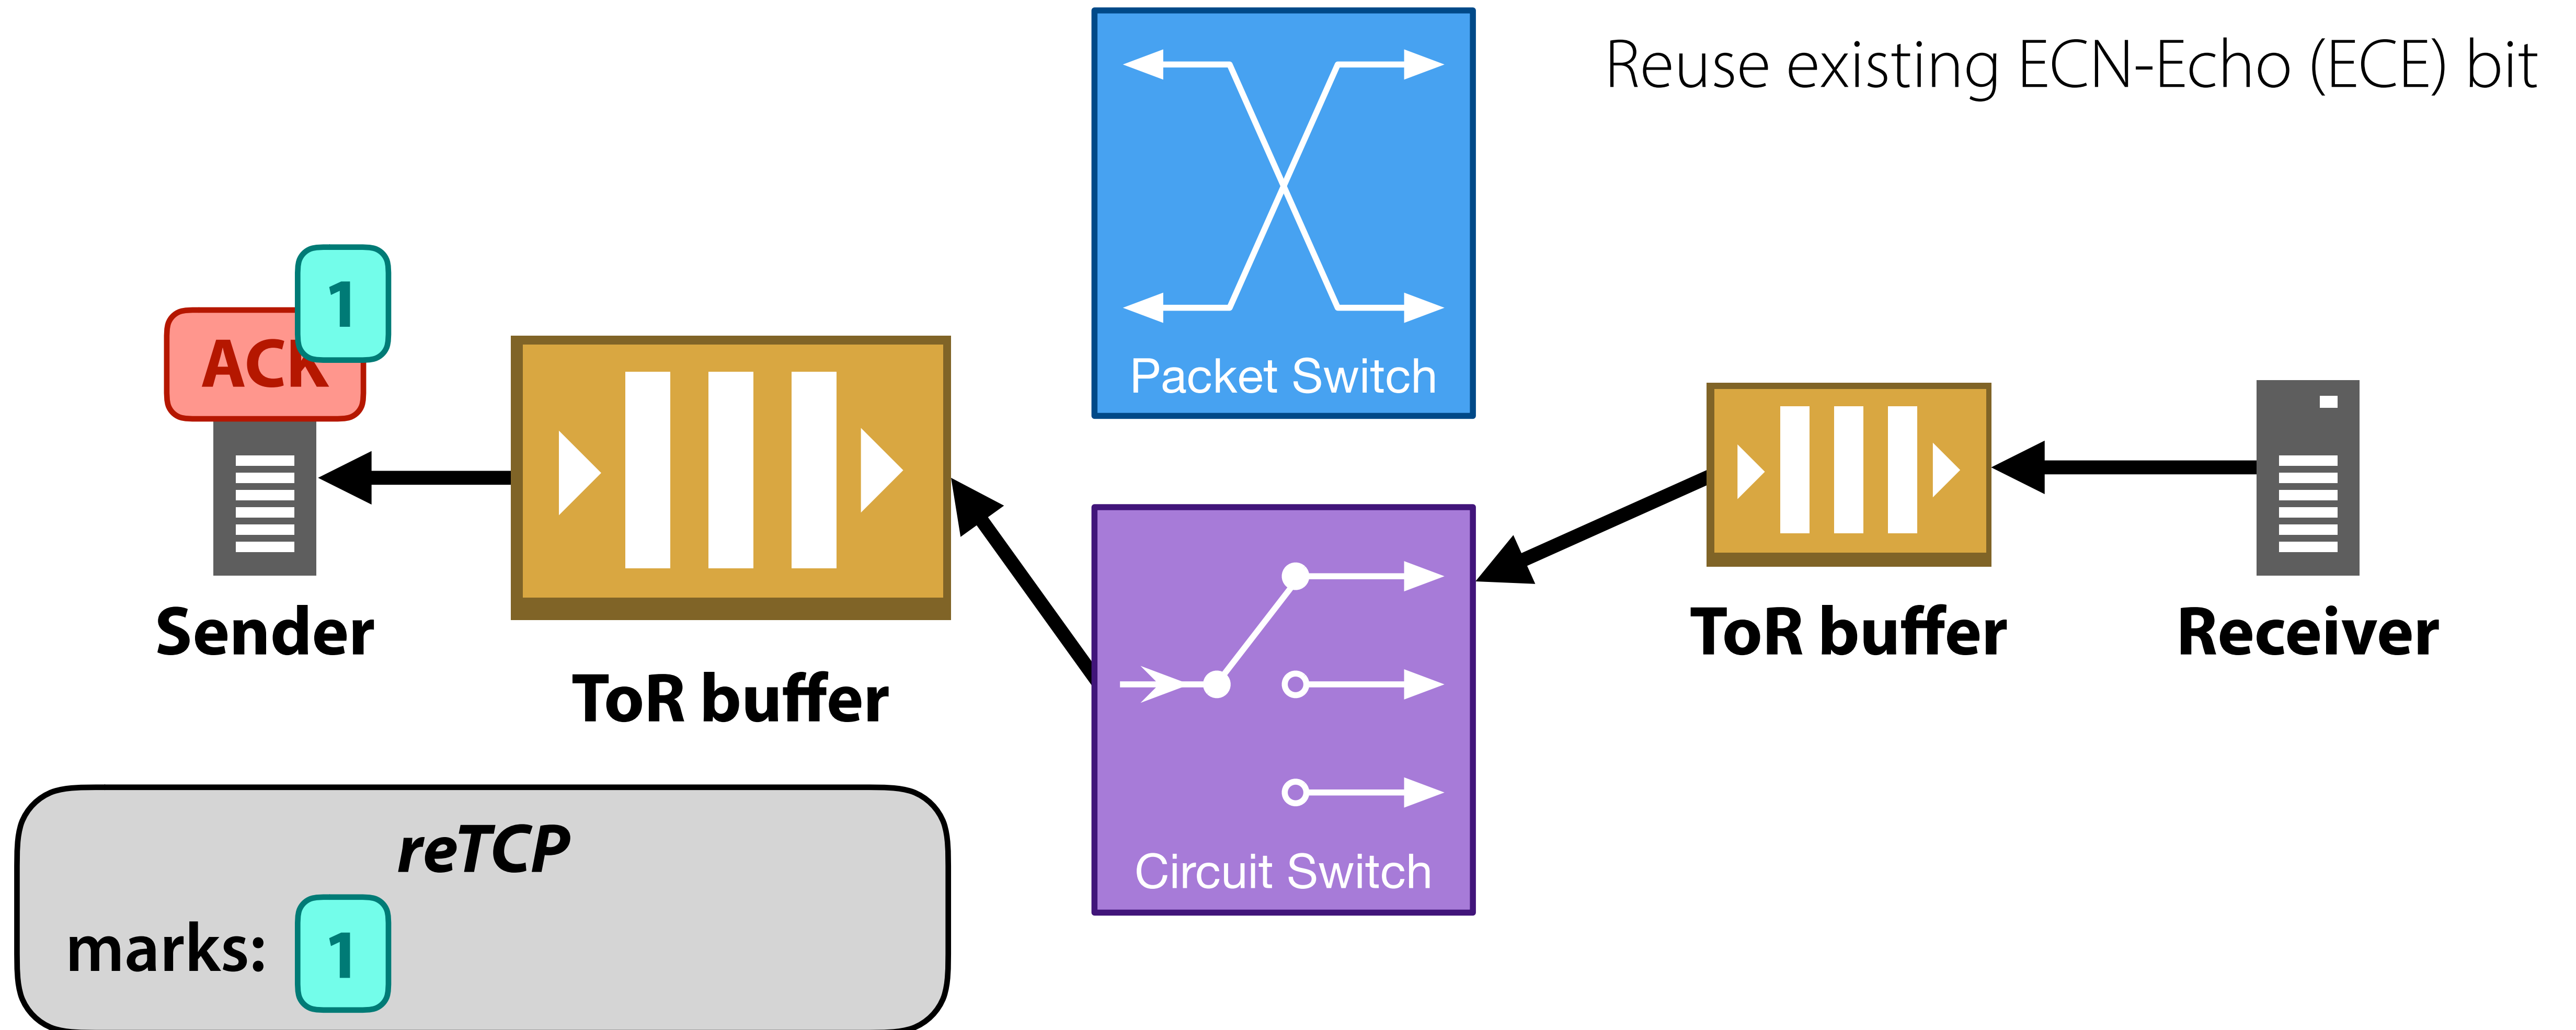 Reuse existing ECN-Echo (ECE) bit
1
ACK
Packet Switch
Sender
ToR buffer
ToR buffer
Receiver
Circuit Switch
reTCP
marks: 1